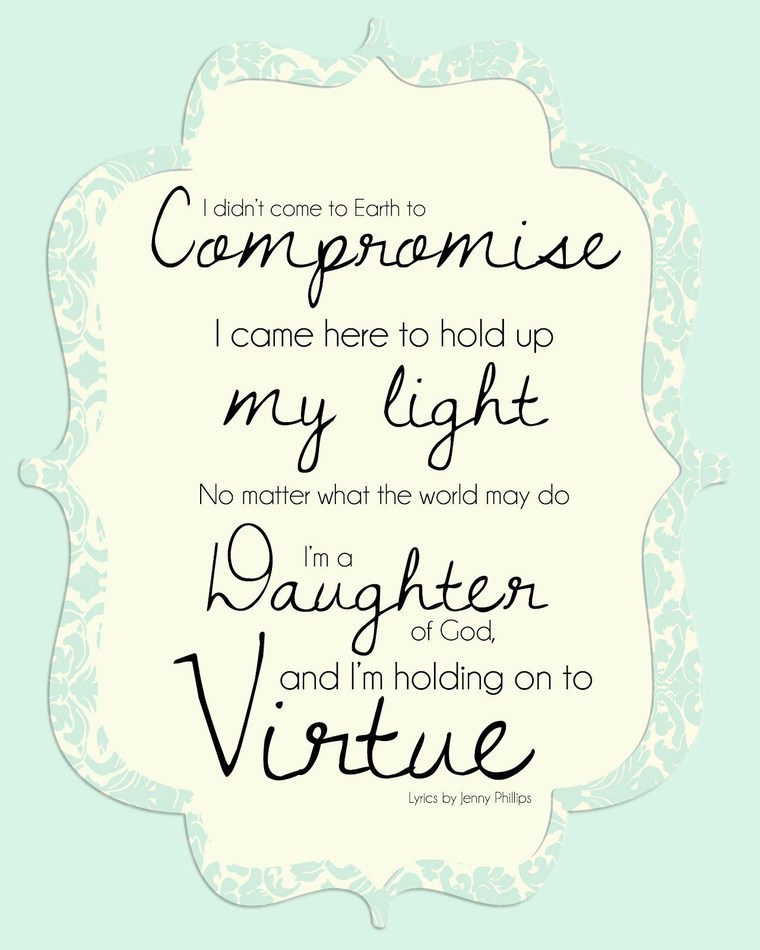 I didn't come to Earth to
Compromise
I came here to hold up
my light
No matter what the world may do
I'm a
Daughter
of God,
and I'm holding on to
Virtue
Lyrics by Jenny Phillips